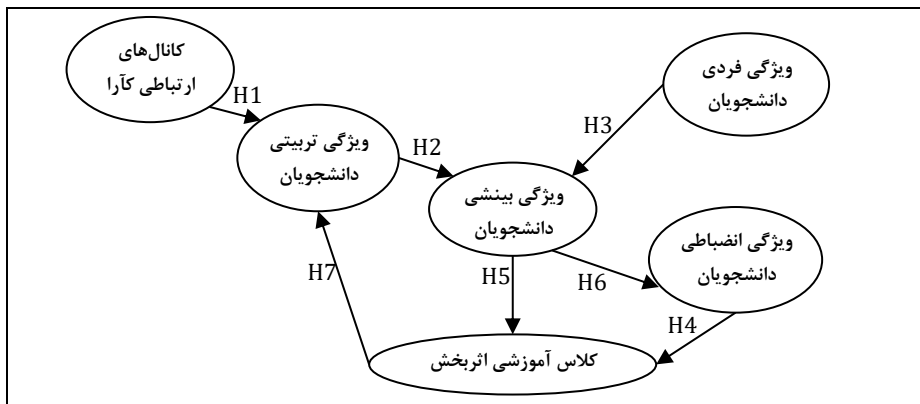 کانال‌های
ارتباطی کآرا
ویژگی فردی
دانشجویان
H1
H3
ویژگی تربیتی
دانشجویان
H2
ویژگی بینشی
دانشجویان
ویژگی انضباطی
دانشجویان
H7
H5
H6
H4
کلاس آموزشی اثربخش